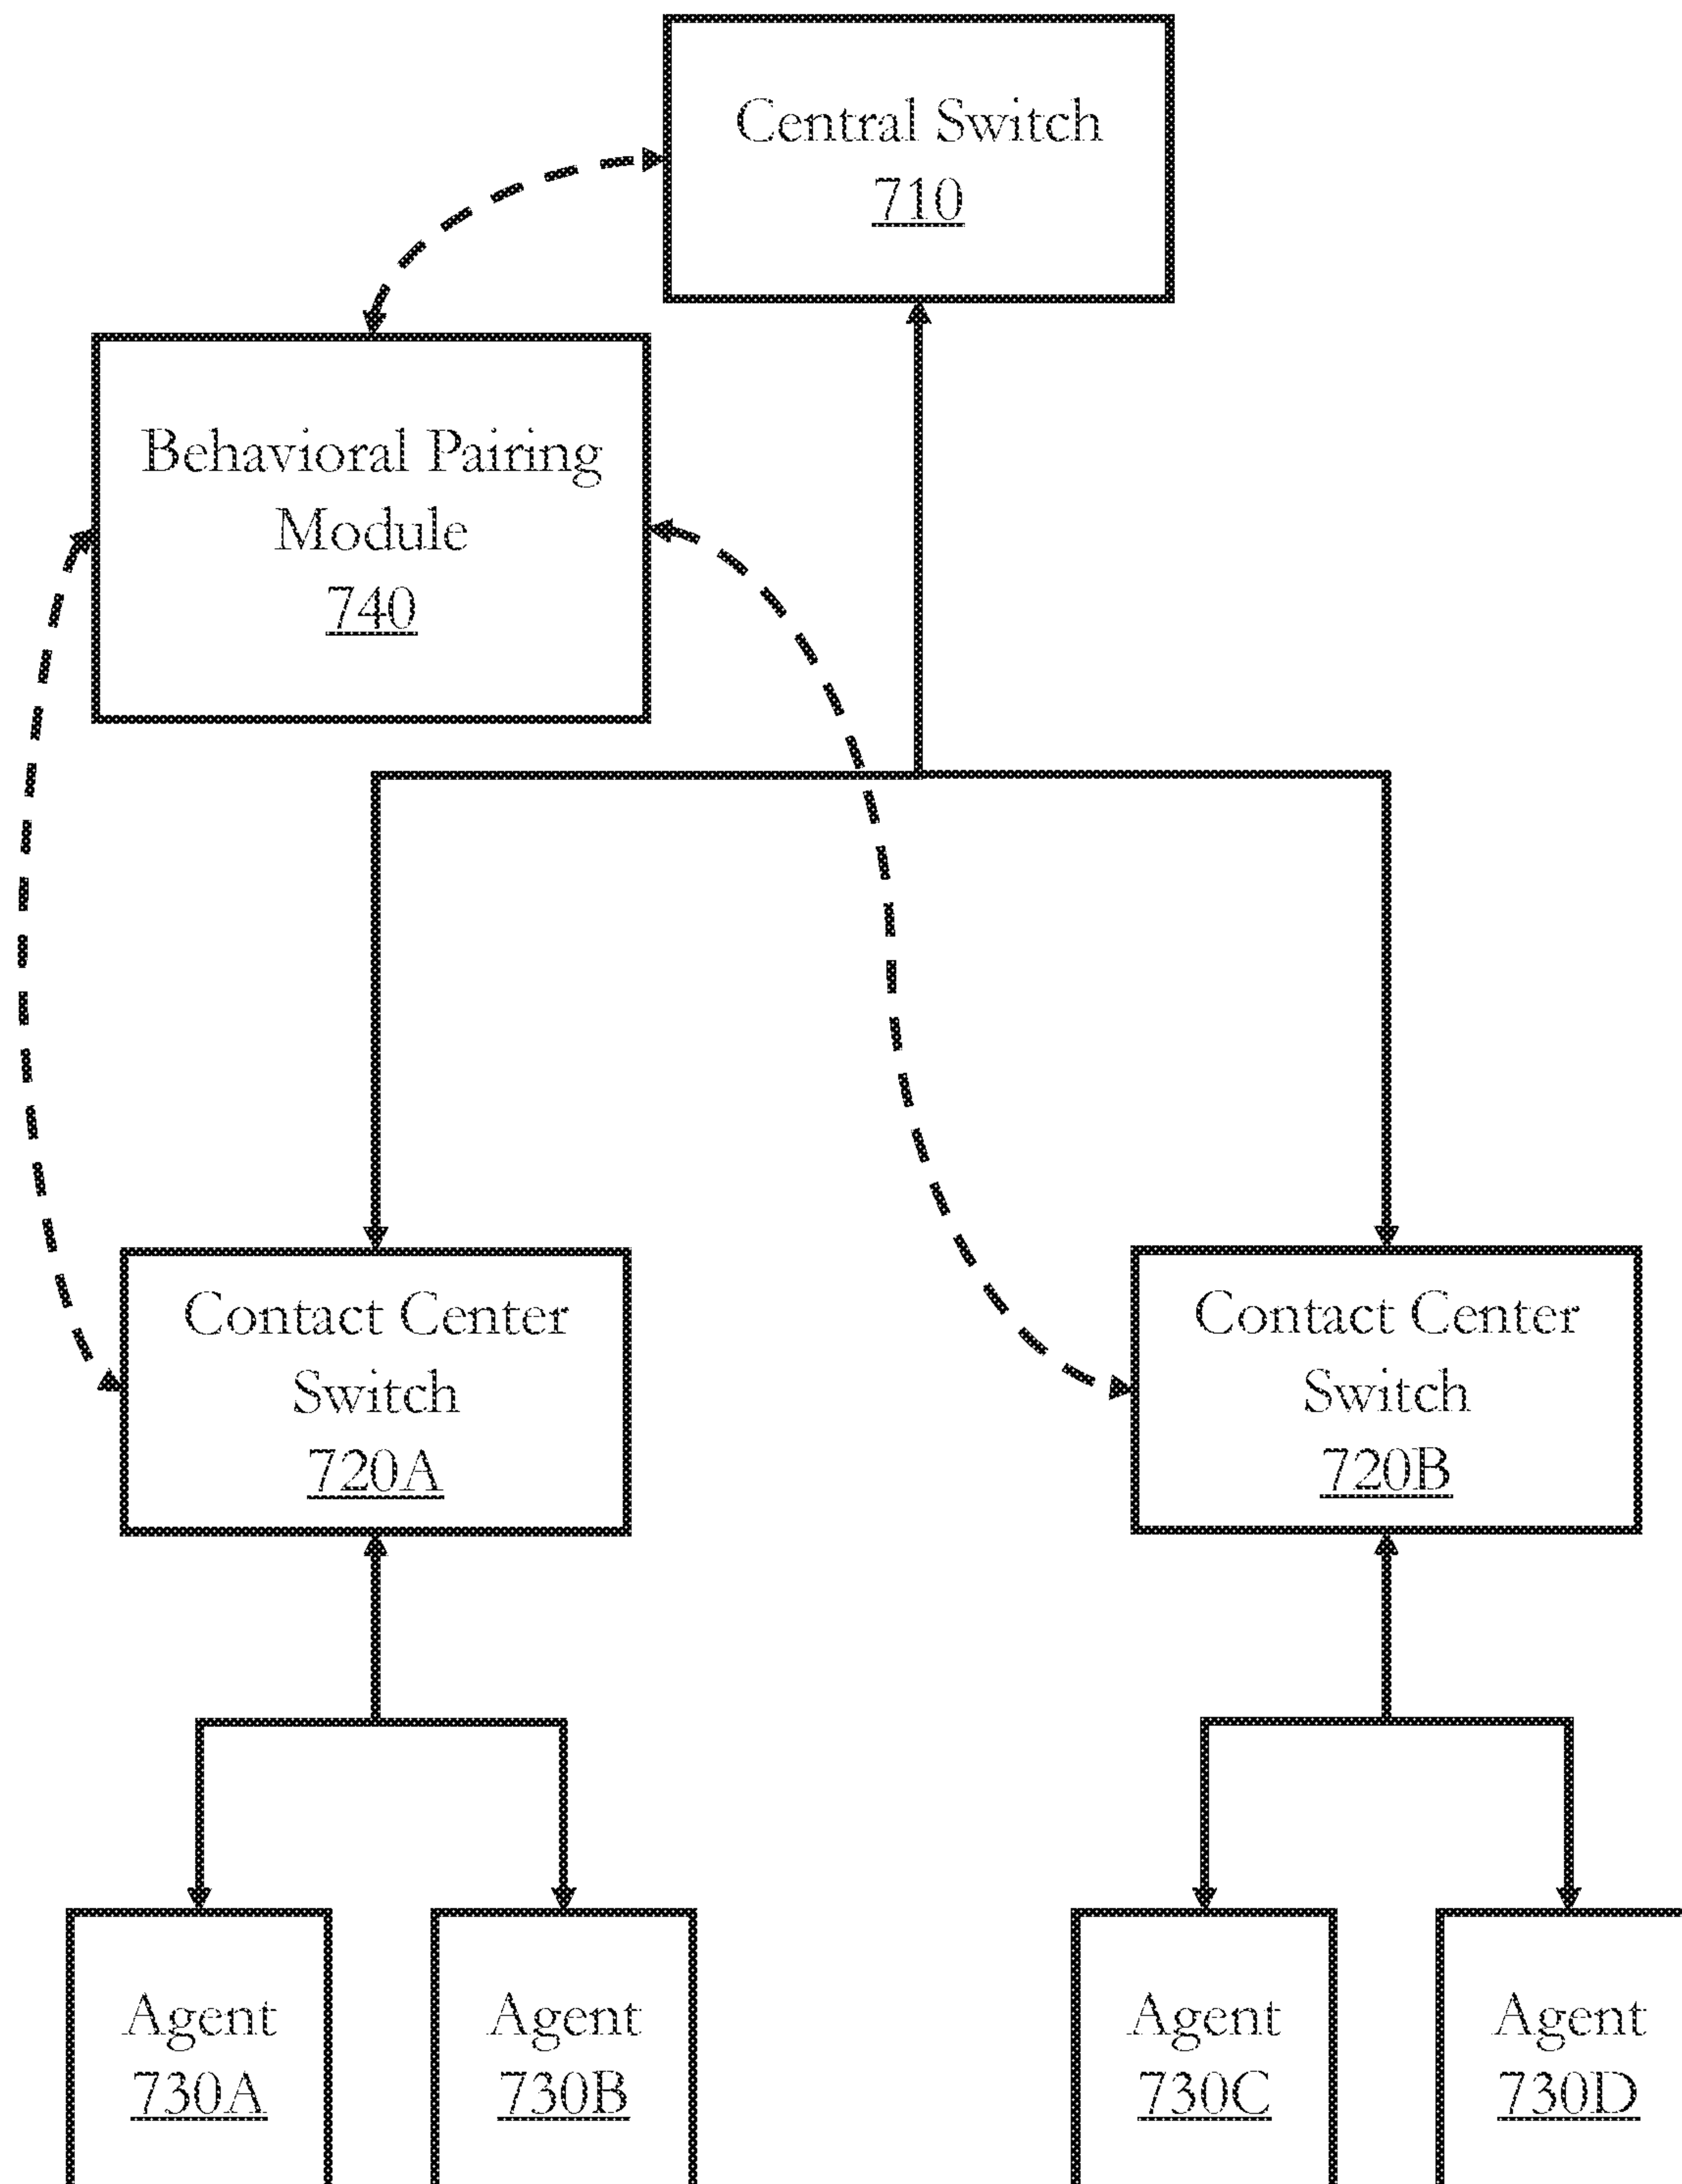 Central Switch
710
Behavioral Pairing
Module
740
Contact Center
Switch
720A
Contact Center
Switch
720B
Agent
730A
Agent
730B
Agent
730C
Agent
730D